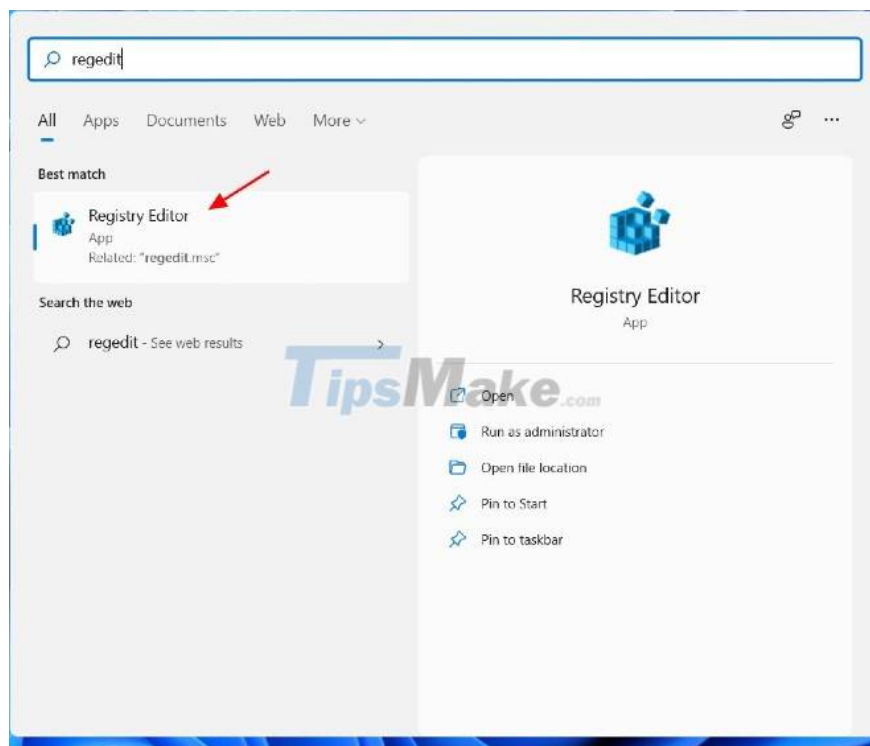 regedit
All Apps Documents Web More
Best match
Registry Editor
App
Related: "regedit.msc"
Search the web
regedit - See web results
Registry Editor
App
TipsMake.com
Open
Run as administrator
Open file location
Pin to Start
Pin to taskbar